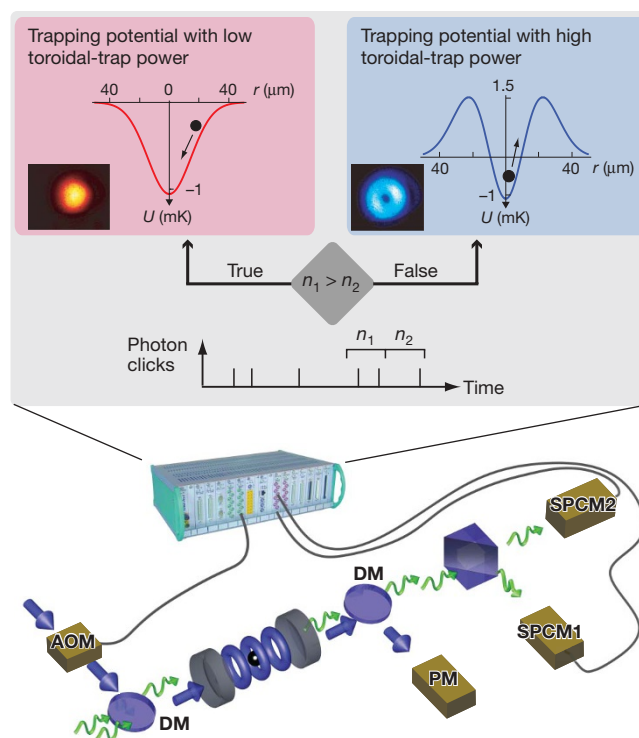 Trapping potential with low
toroidal-trap power
40 0 40 r (μm)
−1
U (mK)
Trapping potential with high
toroidal-trap power
1.5
40 40 r (μm)
−1
U (mK)
True n1 > n2 False
Photon
clicks
n1 n2
Time
SPCM2
DM
AOM
SPCM1
PM
DM